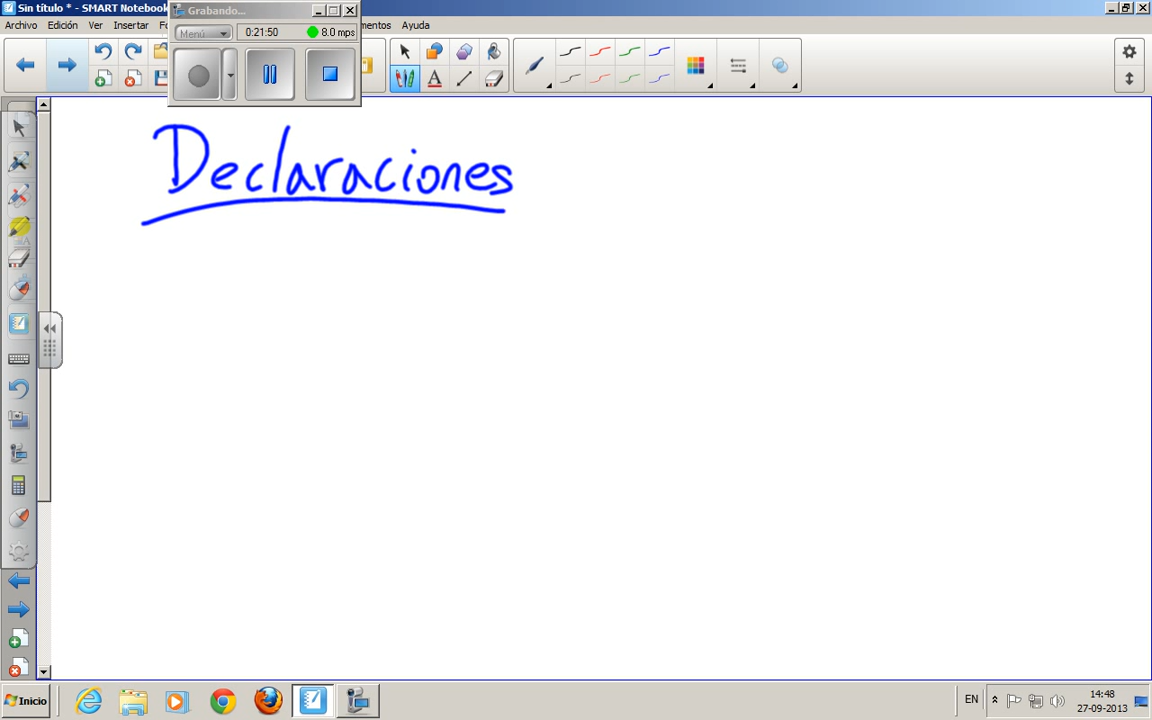 Sin título * - SMART Notebook
Grabando...
Archivo Edición Ver Insertar Fo
Menú 0:21:50 8.0 mps
mentos Ayuda
A
Declaraciones
Inicio
EN
14:48
27-09-2013